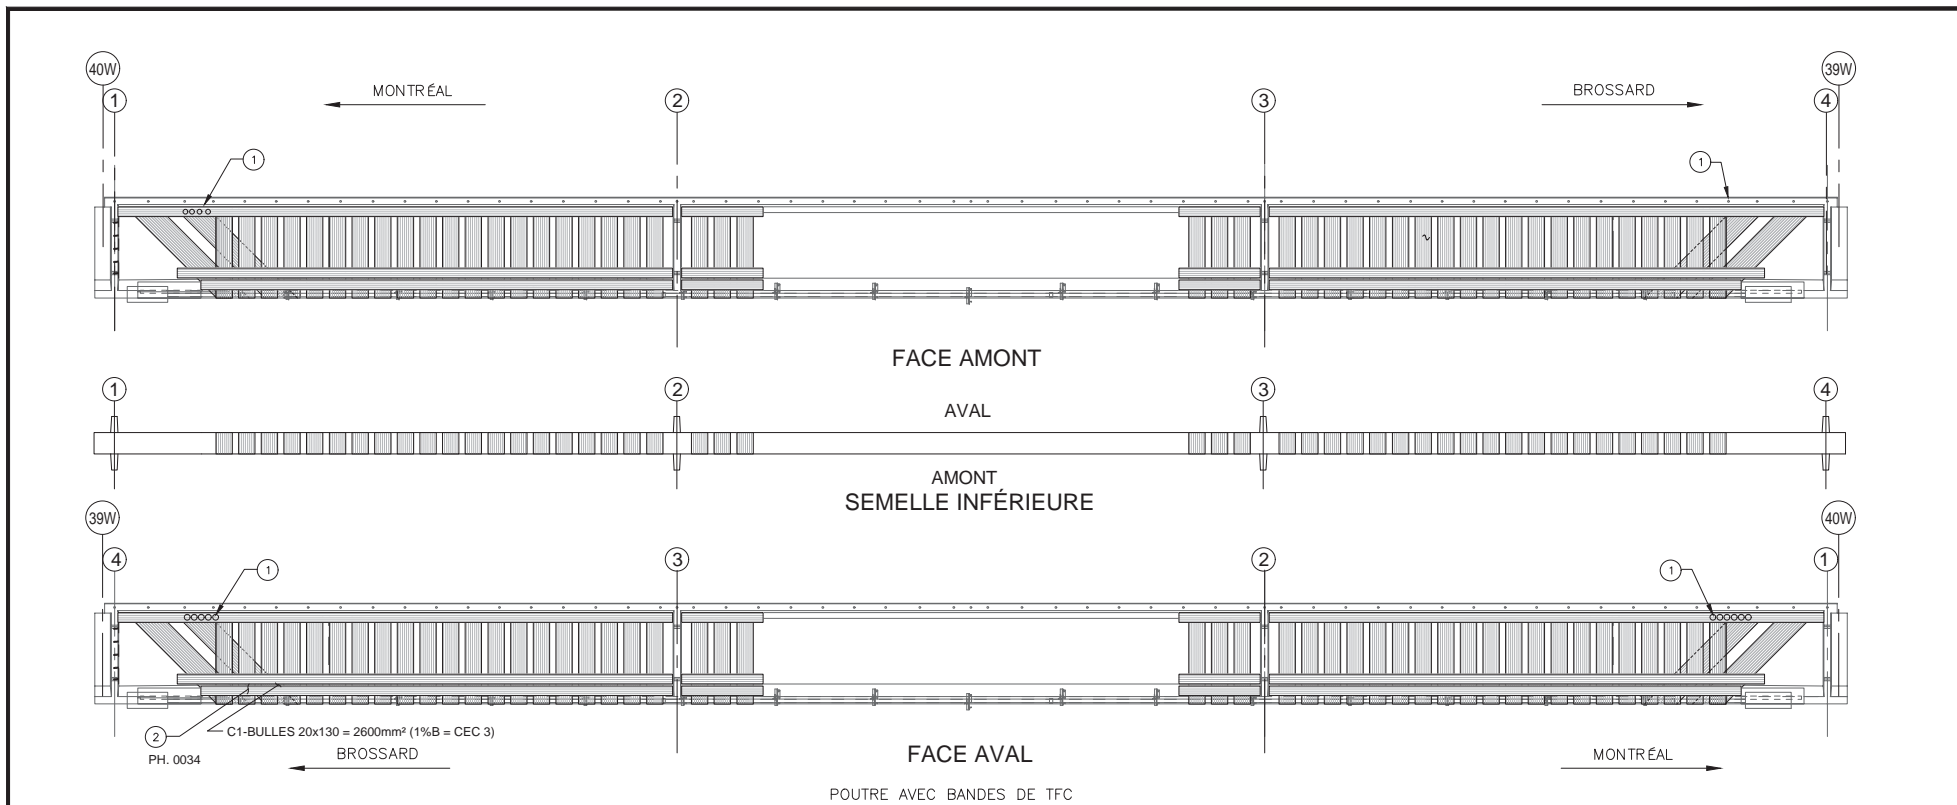 40W
39W
1
MONTRÉAL
2
3
BROSSARD
4
1
1
FACE AMONT
1
2
3
4
AVAL
AMONT
SEMELLE INFÉRIEURE
39W
40W
4
3
2
1
1
1
2
C1-BULLES 20x130 = 2600mm² (1%B = CEC 3)
PH. 0034
BROSSARD
FACE AVAL
MONTRÉAL
POUTRE AVEC BANDES DE TFC